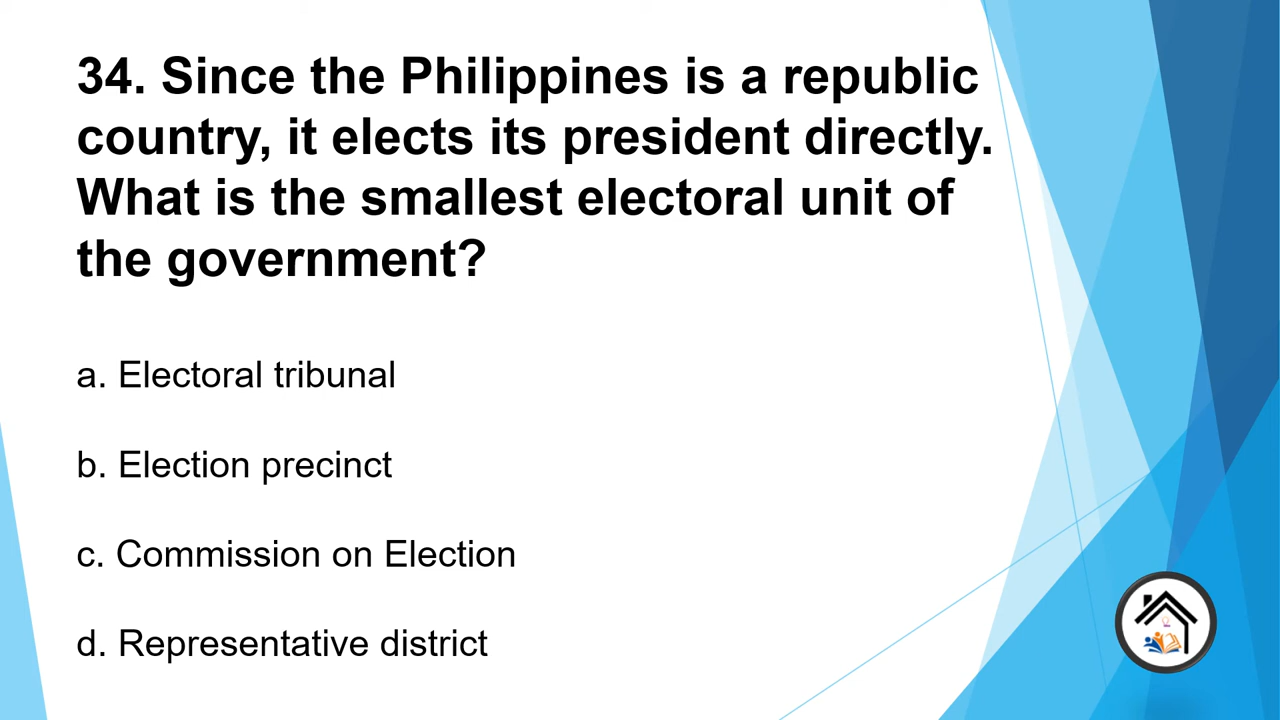 34. Since the Philippines is a republic
country, it elects its president directly.
What is the smallest electoral unit of
the government?
a. Electoral tribunal
b. Election precinct
c. Commission on Election
d. Representative district